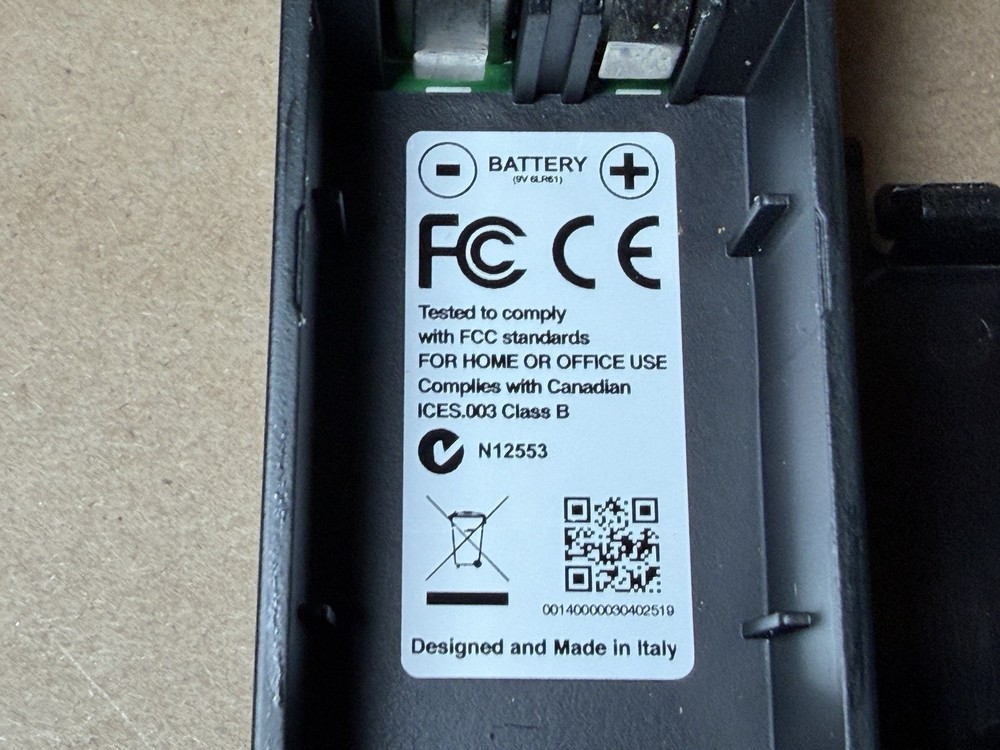 - BATTERY +
(9V 6LR61)
FC CE
Tested to comply
with FCC standards
FOR HOME OR OFFICE USE
Complies with Canadian
ICES.003 Class B
N12553
00140000030402519
Designed and Made in Italy